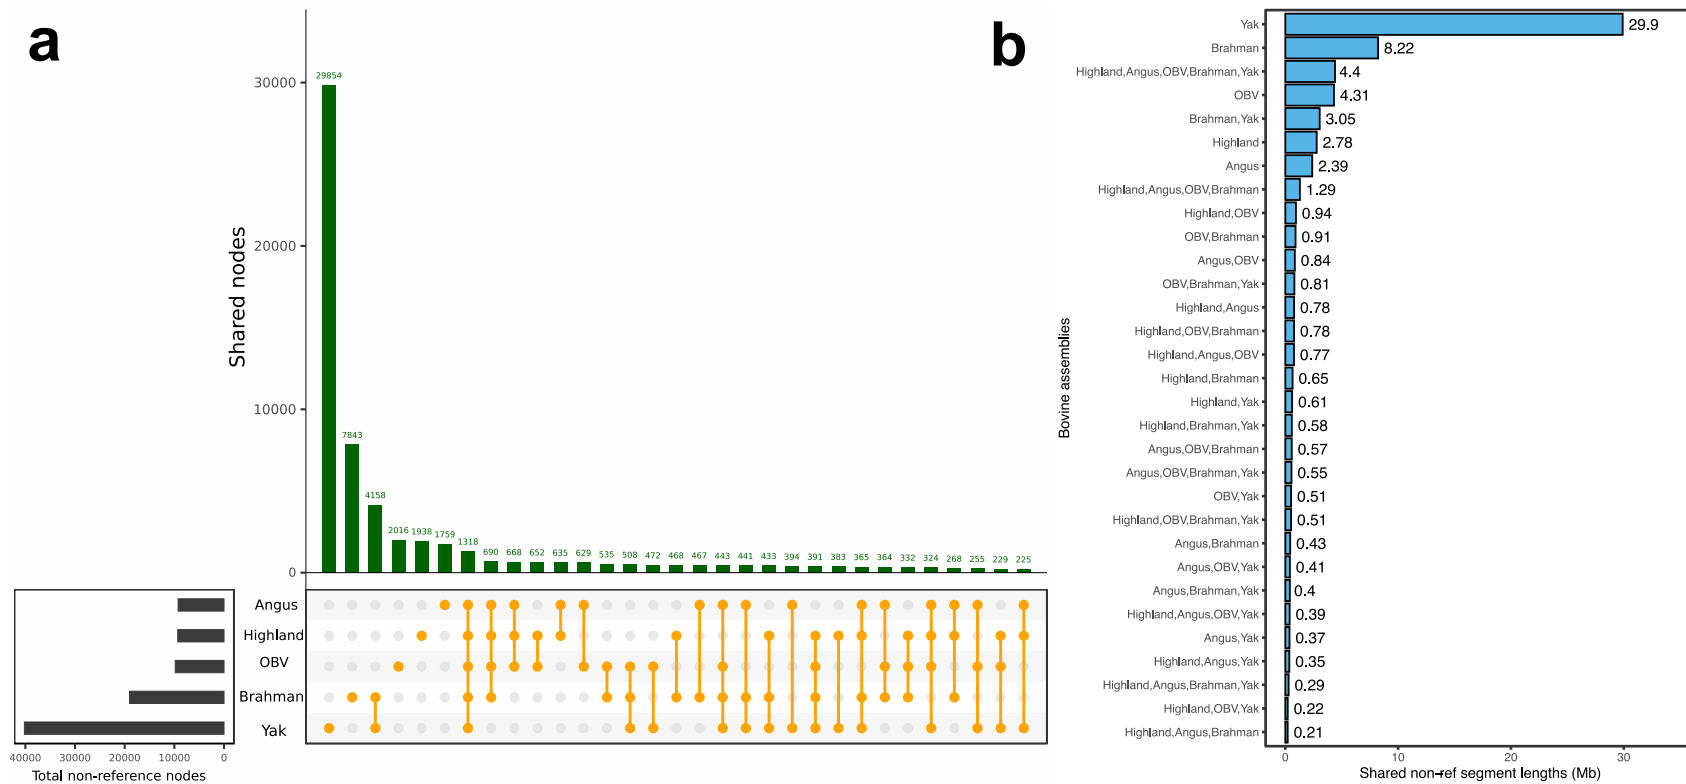 a
Shared nodes
30000
20000
10000
0
29854
7843
4158
2016
1938
1759
1318
690
668
652
635
629
535
508
472
468
467
443
441
433
394
391
383
365
364
332
324
268
255
229
225
Angus
Highland
OBV
Brahman
Yak
40000
30000
20000
10000
0
Total non-reference nodes
b
Bovine assemblies
Yak 29.9
Brahman 8.22
Highland,Angus,OBV,Brahman,Yak 4.4
OBV 4.31
Brahman,Yak 3.05
Highland 2.78
Angus 2.39
Highland,Angus,OBV,Brahman 1.29
Highland,OBV 0.94
OBV,Brahman 0.91
Angus,OBV 0.84
OBV,Brahman,Yak 0.81
Highland,Angus 0.78
Highland,OBV,Brahman 0.78
Highland,Angus,OBV 0.77
Highland,Brahman 0.65
Highland,Yak 0.61
Highland,Brahman,Yak 0.58
Angus,OBV,Brahman 0.57
Angus,OBV,Brahman,Yak 0.55
OBV,Yak 0.51
Highland,OBV,Brahman,Yak 0.51
Angus,Brahman 0.43
Angus,OBV,Yak 0.41
Angus,Brahman,Yak 0.4
Highland,Angus,OBV,Yak 0.39
Angus,Yak 0.37
Highland,Angus,Yak 0.35
Highland,Angus,Brahman,Yak 0.29
Highland,OBV,Yak 0.22
Highland,Angus,Brahman 0.21
0
10
20
30
Shared non-ref segment lengths (Mb)